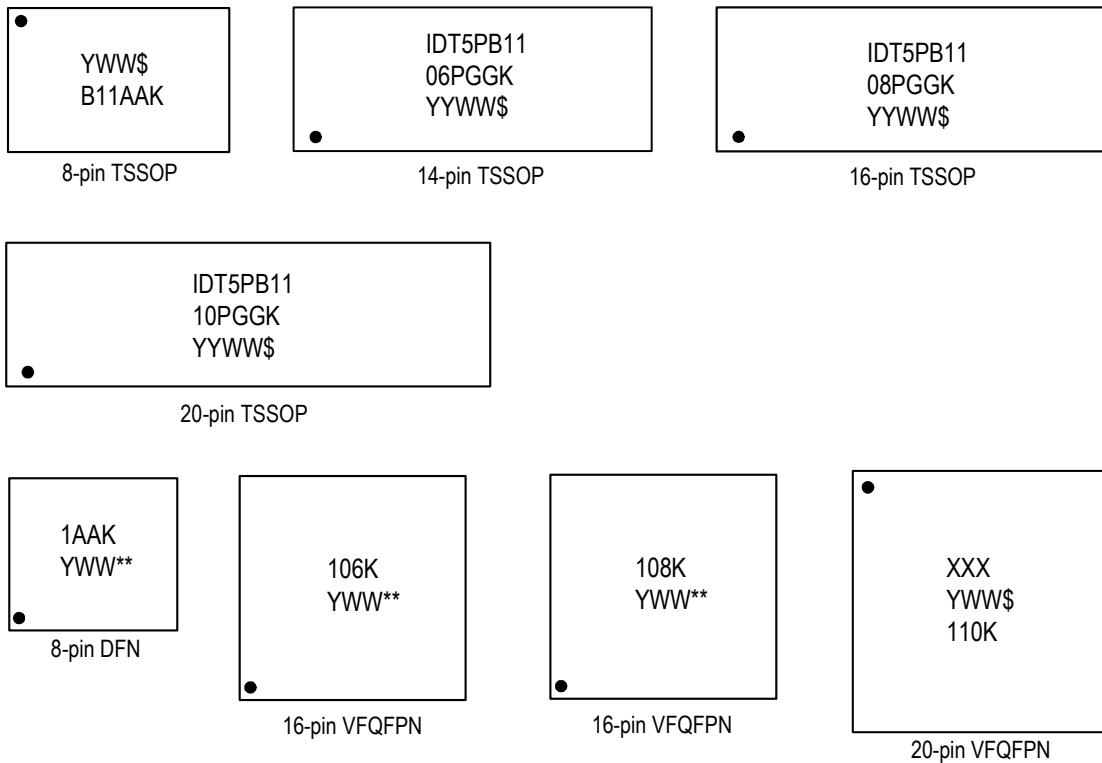 YWW$
B11AAK
8-pin TSSOP
IDT5PB11
06PGGK
YYWW$
14-pin TSSOP
IDT5PB11
08PGGK
YYWW$
16-pin TSSOP
IDT5PB11
10PGGK
YYWW$
20-pin TSSOP
1AAK
YWW**
8-pin DFN
106K
YWW**
16-pin VFQFPN
108K
YWW**
16-pin VFQFPN
XXX
YWW$
110K
20-pin VFQFPN